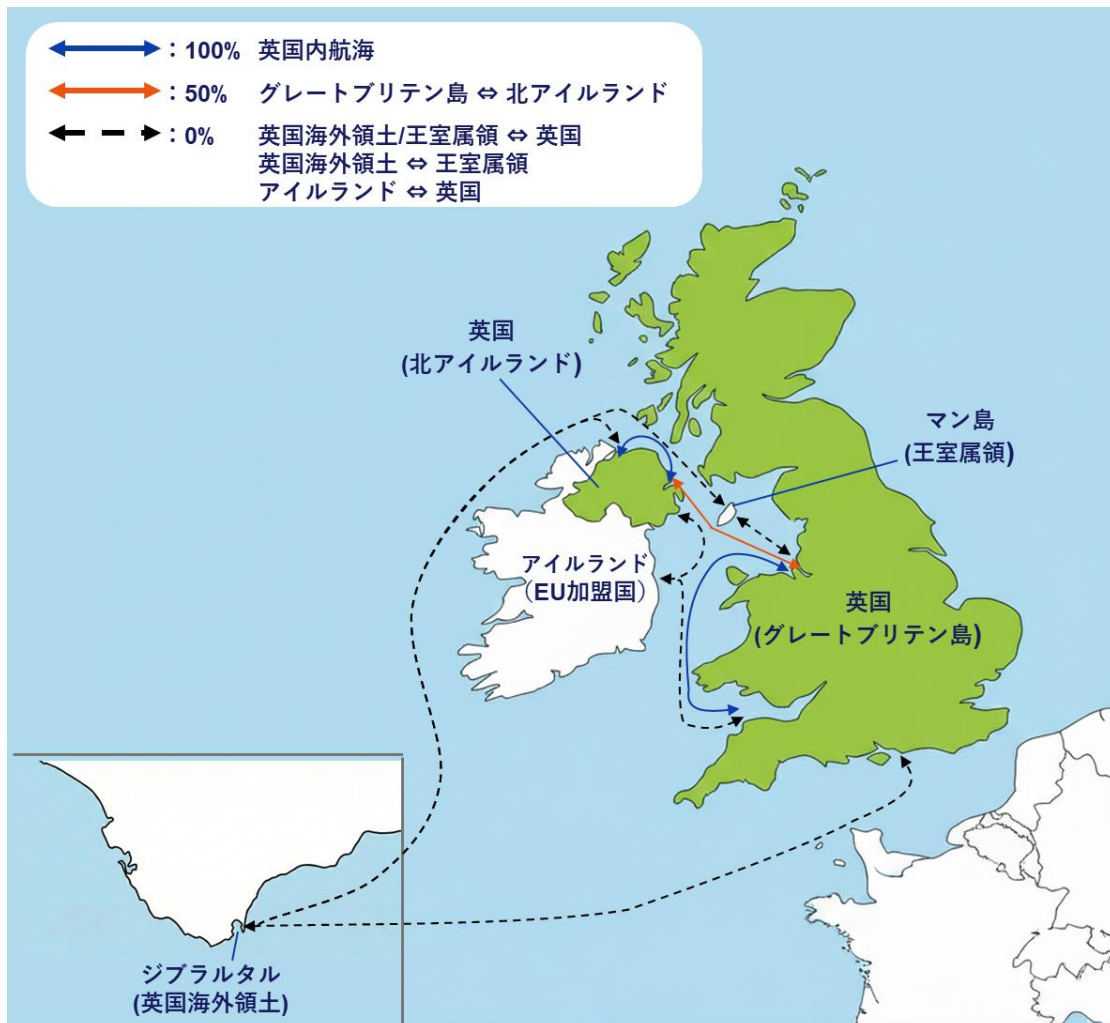 ：100% 英国内航海
：50% グレートブリテン島 ⇔ 北アイルランド
：0% 英国海外領土/王室属領 ⇔ 英国
英国海外領土 ⇔ 王室属領
アイルランド ⇔ 英国
英国
(北アイルランド)
マン島
(王室属領)
アイルランド
（EU加盟国）
英国
(グレートブリテン島)
ジブラルタル
(英国海外領土)